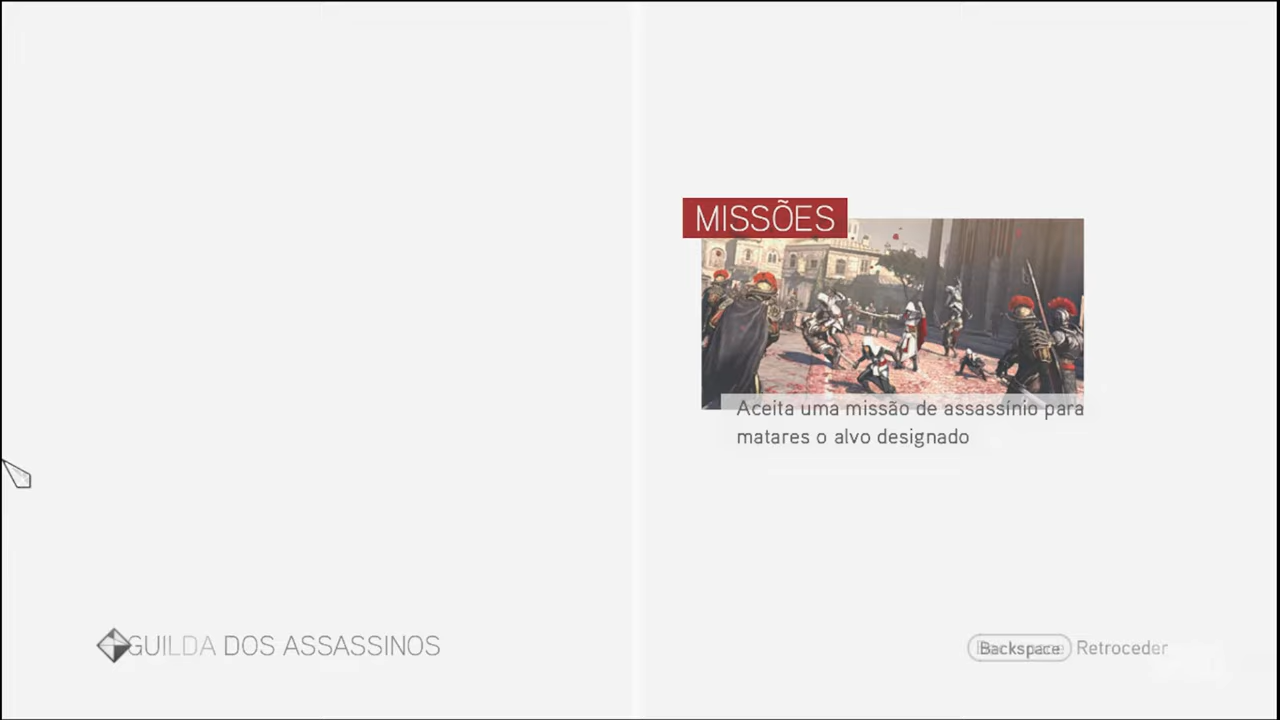 MISSÕES
Aceita uma missão de assassínio para
matares o alvo designado
GUILDA DOS ASSASSINOS
Backspace Retroceder